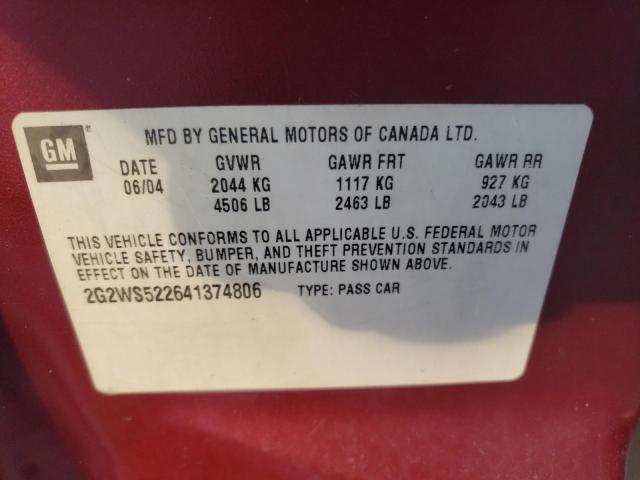 GM® MFD BY GENERAL MOTORS OF CANADA LTD.
DATE GVWR GAWR FRT GAWR RR
06/04 2044 KG 1117 KG 927 KG
4506 LB 2463 LB 2043 LB
THIS VEHICLE CONFORMS TO ALL APPLICABLE U.S. FEDERAL MOTOR
VEHICLE SAFETY, BUMPER, AND THEFT PREVENTION STANDARDS IN
EFFECT ON THE DATE OF MANUFACTURE SHOWN ABOVE.
2G2WS522641374806 TYPE: PASS CAR